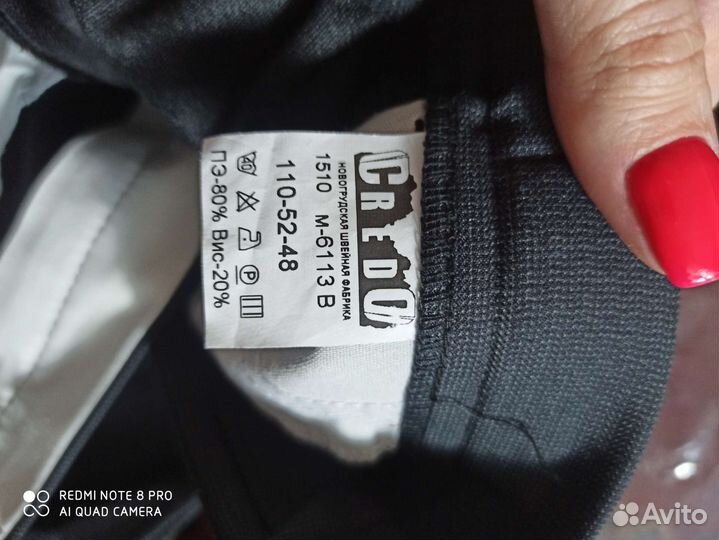 CREDO
НОВОГРУДСКАЯ ШВЕЙНАЯ ФАБРИКА
1510 М-6113 В
110-52-48
40 P
ПЭ-80% Вис-20%
REDMI NOTE 8 PRO
AI QUAD CAMERA
Avito